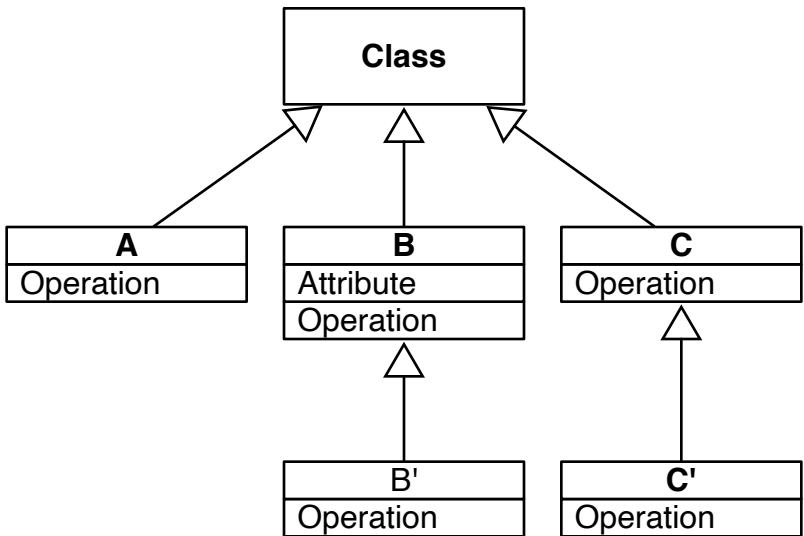 Class
A
Operation
B
Attribute
Operation
C
Operation
B'
Operation
C'
Operation